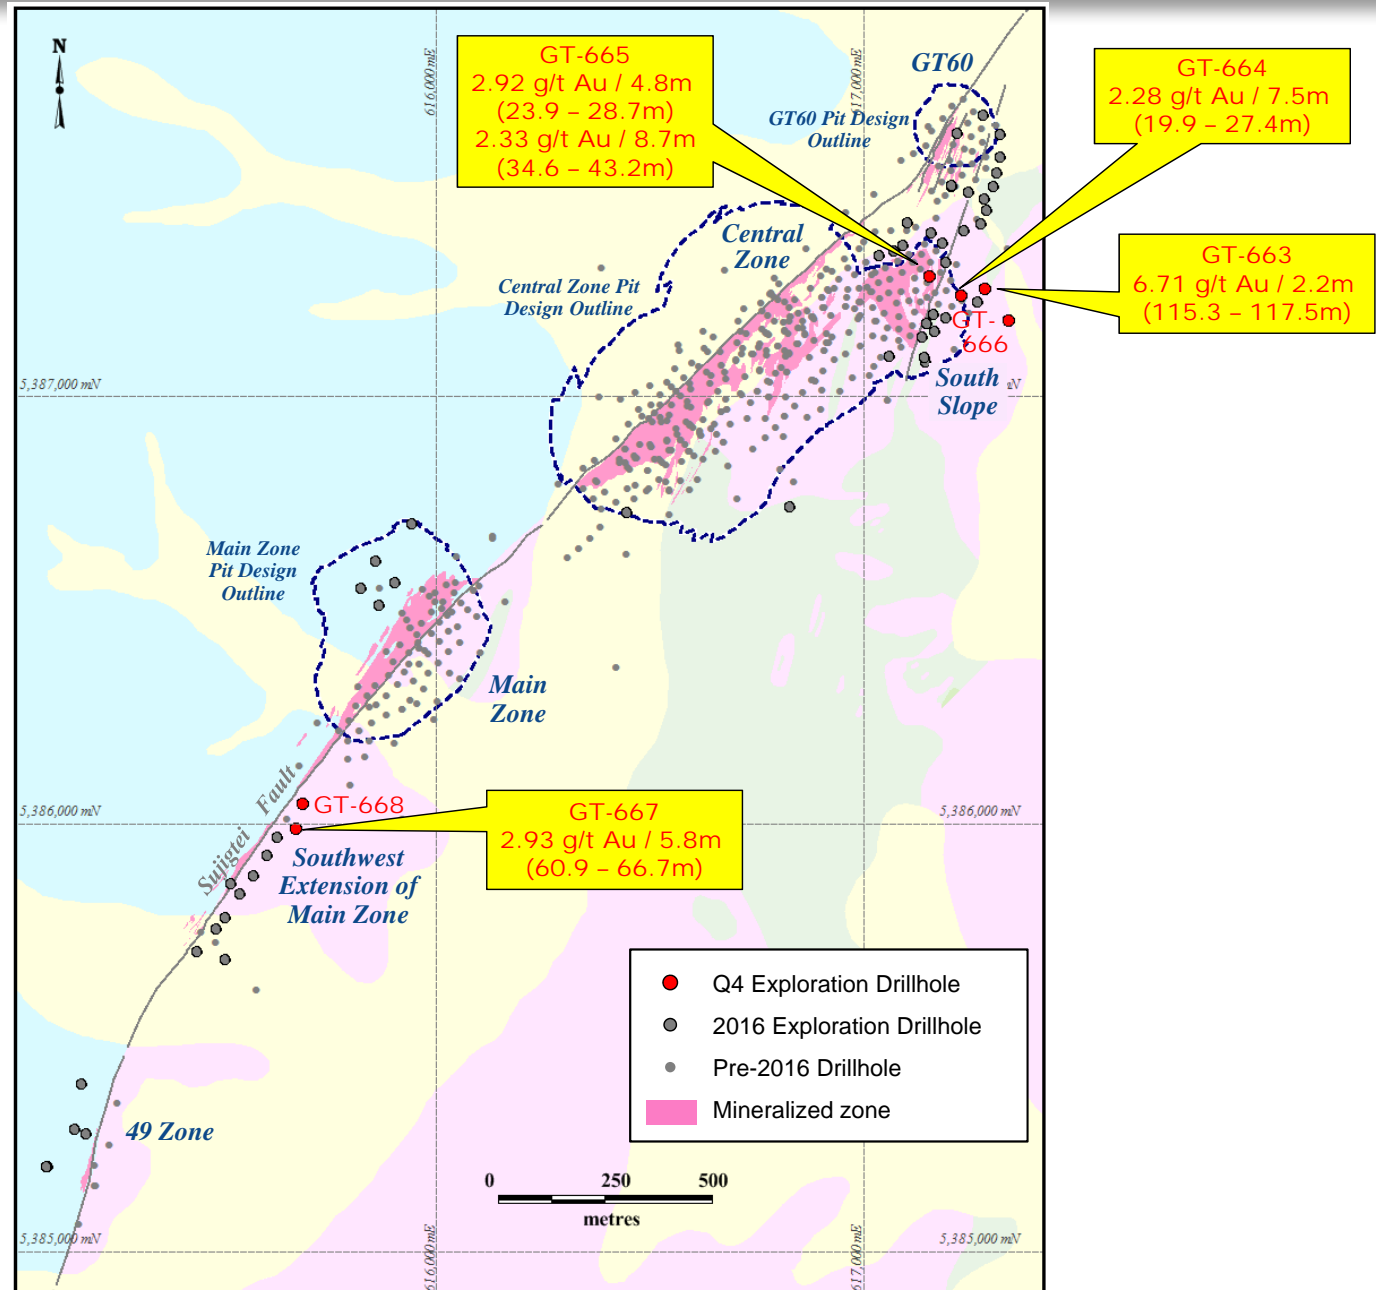 N
616,000 mE
617,000 mE
GT-665
2.92 g/t Au / 4.8m
(23.9 – 28.7m)
2.33 g/t Au / 8.7m
(34.6 – 43.2m)
GT60
GT60 Pit Design
Outline
GT-664
2.28 g/t Au / 7.5m
(19.9 – 27.4m)
Central
Zone
Central Zone Pit
Design Outline
GT-663
6.71 g/t Au / 2.2m
(115.3 – 117.5m)
GT-
666
South
Slope
5,387,000 mN
N
Main Zone
Pit Design
Outline
Main
Zone
Sujigtei Fault
GT-668
5,386,000 mN
5,386,000 mN
GT-667
2.93 g/t Au / 5.8m
(60.9 – 66.7m)
Southwest
Extension of
Main Zone
Q4 Exploration Drillhole
2016 Exploration Drillhole
Pre-2016 Drillhole
Mineralized zone
49 Zone
0 250 500
metres
5,385,000 mN
5,385,000 mN
616,000 mE
617,000 mE